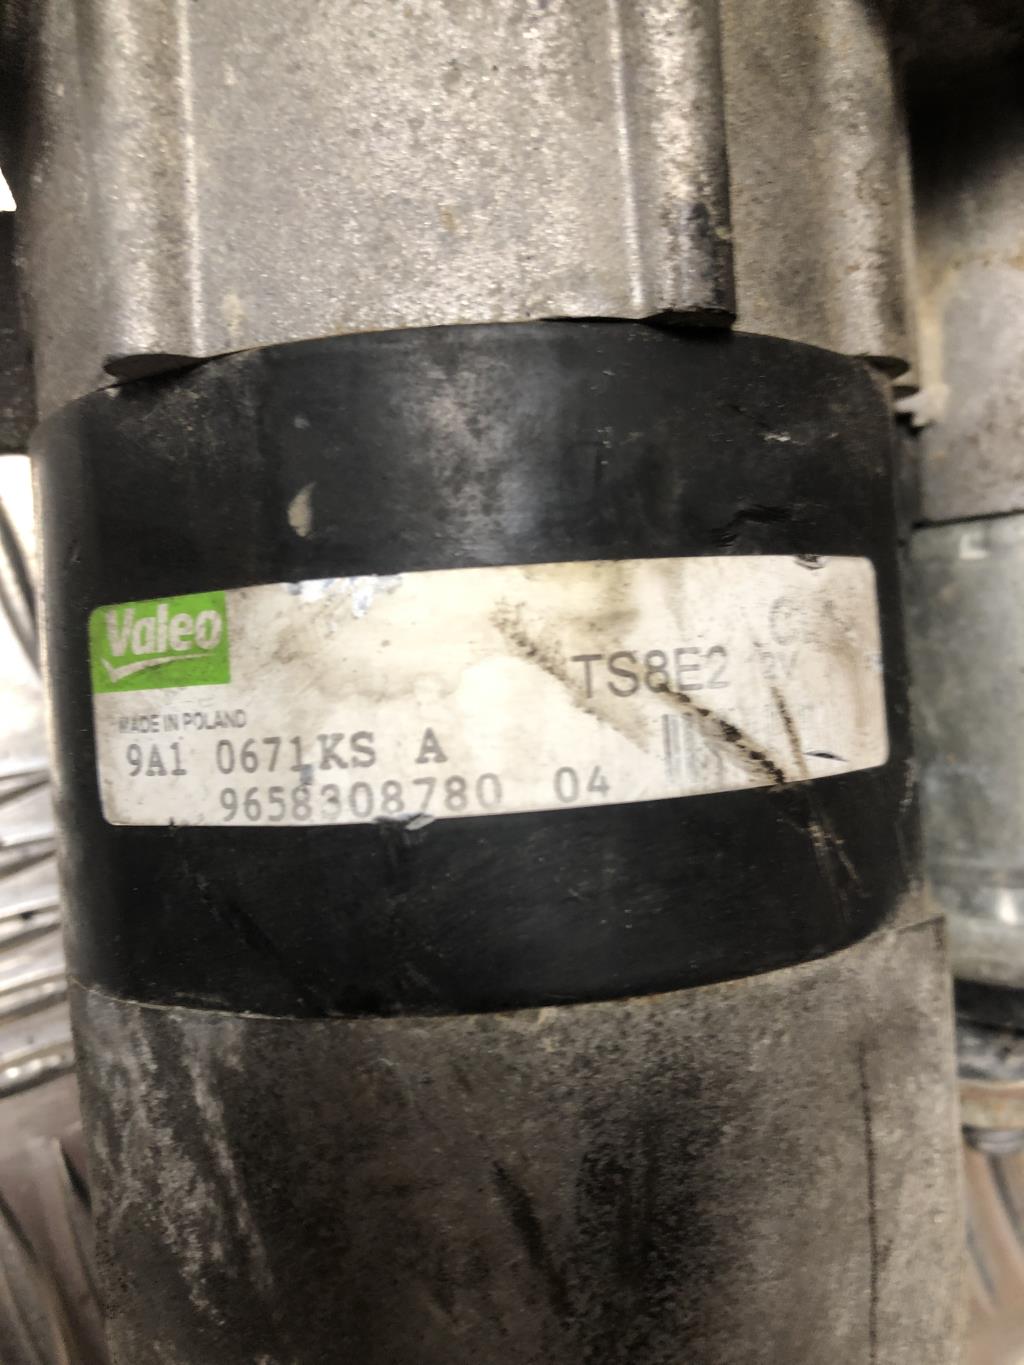 Valeo
TS8E2
MADE IN POLAND
9A1 0671KS A
9658308780 04